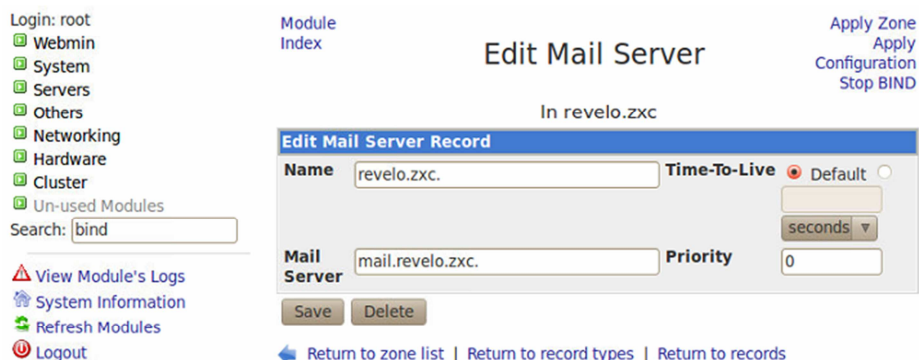 Login: root
Webmin
System
Servers
Others
Networking
Hardware
Cluster
Un-used Modules
Search: bind
View Module's Logs
System Information
Refresh Modules
Logout
Module
Index
Edit Mail Server
Apply Zone
Apply
Configuration
Stop BIND
In revelo.zxc
Edit Mail Server Record
Name revelo.zxc. Time-To-Live Default
seconds
Mail Server mail.revelo.zxc. Priority 0
Save Delete
Return to zone list | Return to record types | Return to records